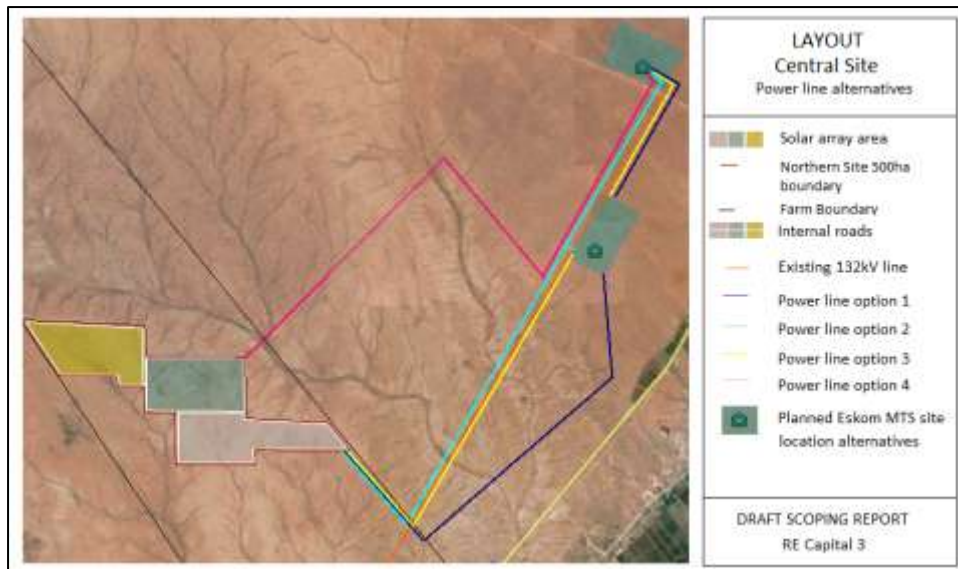 LAYOUT
Central Site
Power line alternatives
Solar array area
Northern Site 500ha
boundary
Farm Boundary
Internal roads
Existing 132kV line
Power line option 1
Power line option 2
Power line option 3
Power line option 4
Planned Eskom MTS site
location alternatives
DRAFT SCOPING REPORT
RE Capital 3